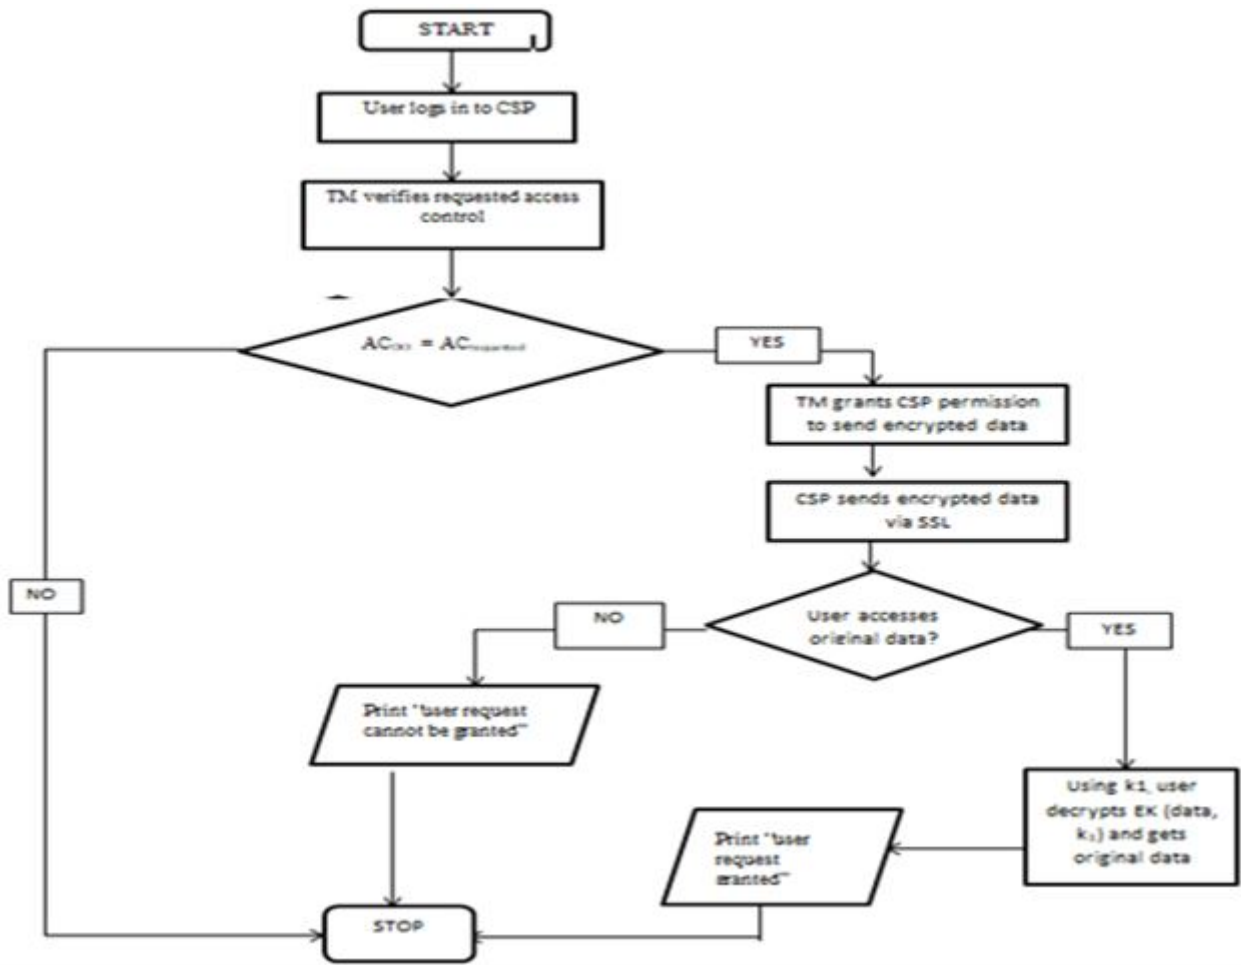 START
User logs in to CSP
TM verifies requested access
control
AC = AC
YES
TM grants CSP permission
to send encrypted data
CSP sends encrypted data
via SSL
NO
User accesses
original data?
NO
YES
Print "user request
cannot be granted"
Using k1, user
decrypts EK (data,
k₁) and gets
original data
Print "user
request
granted"
STOP